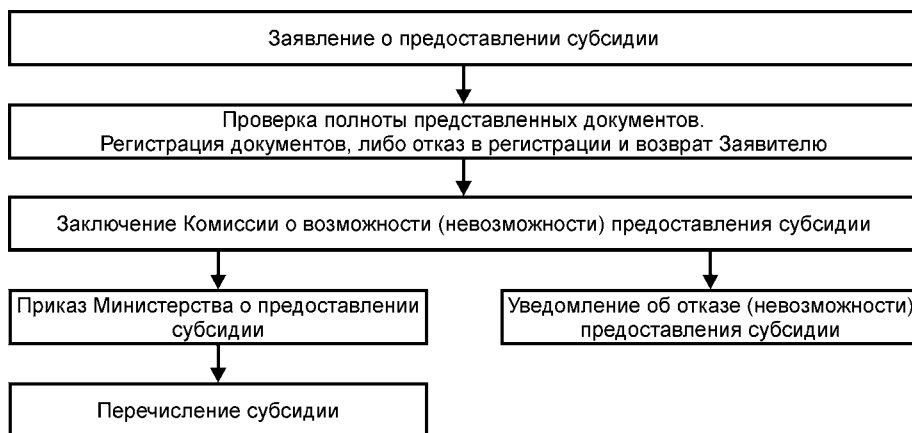 Заявление о предоставлении субсидии
Проверка полноты представленных документов.
Регистрация документов, либо отказ в регистрации и возврат Заявителю
Заключение Комиссии о возможности (невозможности) предоставления субсидии
Приказ Министерства о предоставлении
субсидии
Уведомление об отказе (невозможности)
предоставления субсидии
Перечисление субсидии